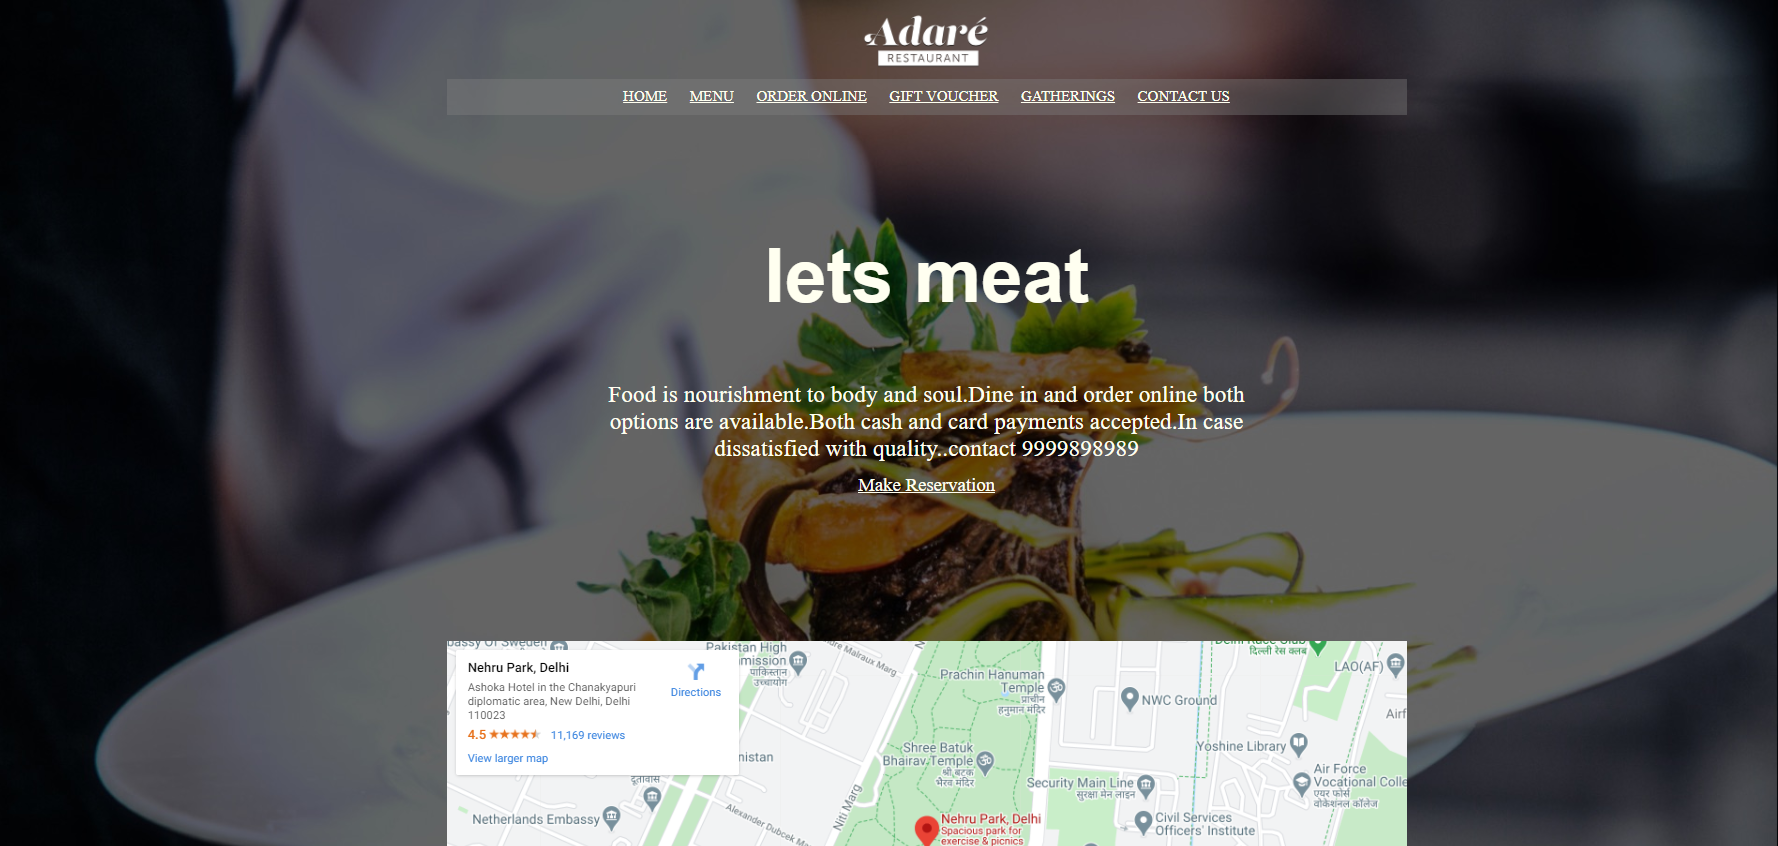 Adaré
RESTAURANT
HOME MENU ORDER ONLINE GIFT VOUCHER GATHERINGS CONTACT US
lets meat
Food is nourishment to body and soul.Dine in and order online both
options are available.Both cash and card payments accepted.In case
dissatisfied with quality..contact 9999898989
Make Reservation
Nehru Park, Delhi
Ashoka Hotel in the Chanakyapuri
diplomatic area, New Delhi, Delhi
110023
4.5 11,169 reviews
View larger map
Directions
Pakistan High
पाकिस्तान
उच्चायोग
Andre Malraux Marg
Prachin Hanuman
Temple
प्राचीन
हनुमान मंदिर
NWC Ground
दिल्ली रेस क्लब
LAO(AF)
Shree Batuk
Bhairav Temple
श्री बटुक
भैरव मंदिर
Yoshine Library
Security Main Line
सुरक्षा मेन लाइन
Air Force
Vocational Colle
एयर फोर्स
वोकेशनल कॉलेज
दूतावास
Netherlands Embassy
Alexander Dubcek Mar
Niti Marg
Nehru Park, Delhi
Spacious park for
exercise & picnics
Civil Services
Officers' Institute